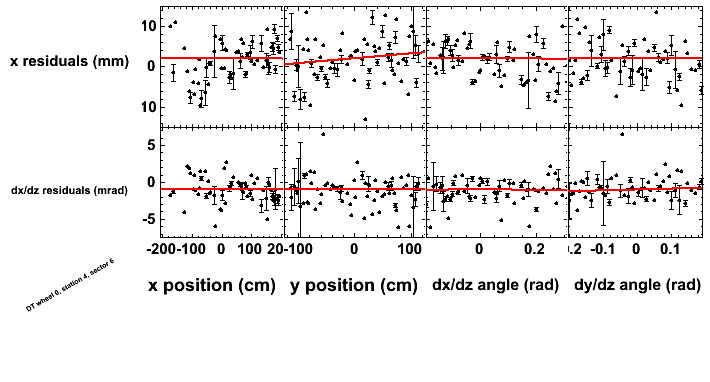 x residuals (mm)
10
0
10
dx/dz residuals (mrad)
5
0
-5
-200-100 0 100 20-100 0 100 0 0.2 .2 -0.1 0 0.1
x position (cm) y position (cm) dx/dz angle (rad) dy/dz angle (rad)
DT wheel 0, station 4, sector 6